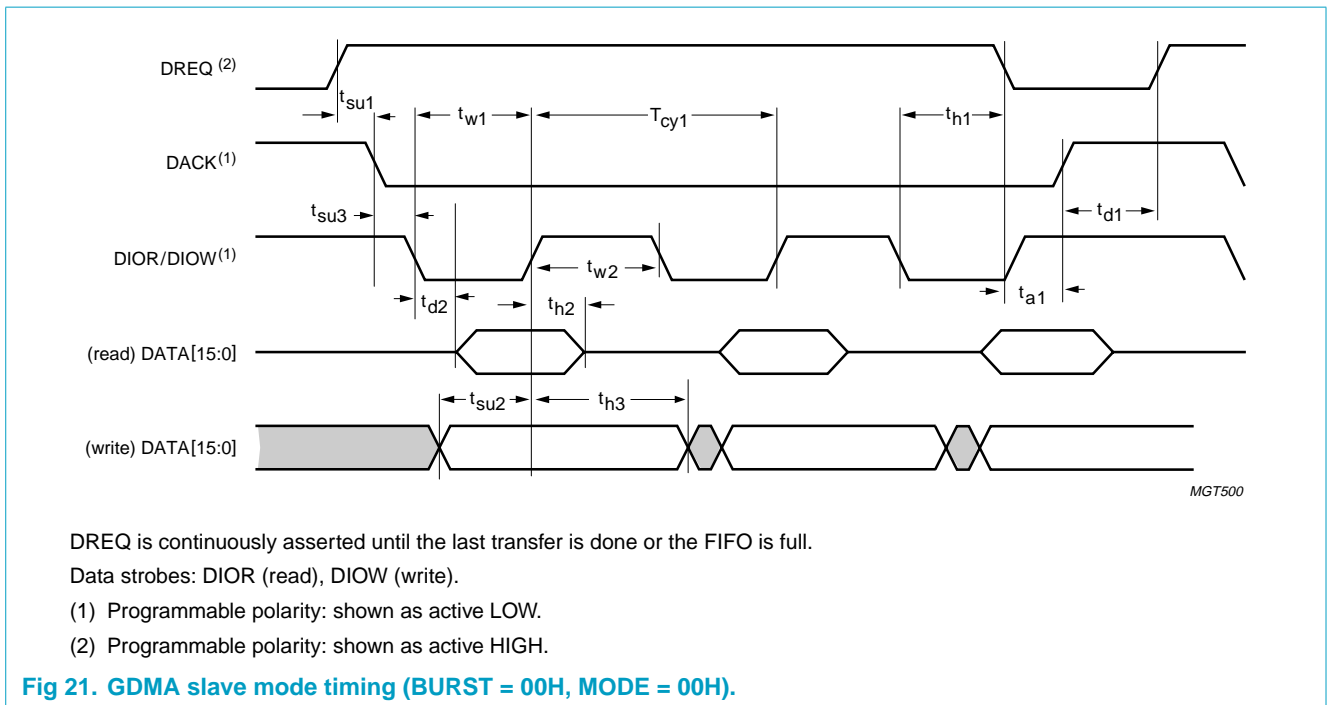 DREQ (2)
tsu1
tw1
Tcy1
th1
DACK(1)
tsu3
td1
DIOR/DIOW(1)
tw2
td2
th2
ta1
(read) DATA[15:0]
tsu2
th3
(write) DATA[15:0]
MGT500
DREQ is continuously asserted until the last transfer is done or the FIFO is full.
Data strobes: DIOR (read), DIOW (write).
(1) Programmable polarity: shown as active LOW.
(2) Programmable polarity: shown as active HIGH.
Fig 21. GDMA slave mode timing (BURST = 00H, MODE = 00H).